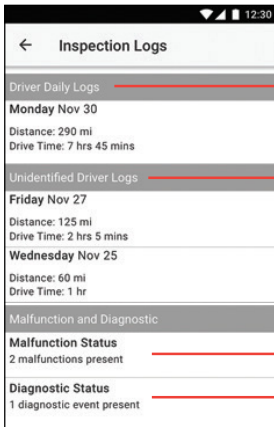 12:30
Inspection Logs
Driver Daily Logs
Monday Nov 30
Distance: 290 mi
Drive Time: 7 hrs 45 mins
Unidentified Driver Logs
Friday Nov 27
Distance: 125 mi
Drive Time: 2 hrs 5 mins
Wednesday Nov 25
Distance: 60 mi
Drive Time: 1 hr
Malfunction and Diagnostic
Malfunction Status
2 malfunctions present
Diagnostic Status
1 diagnostic event present